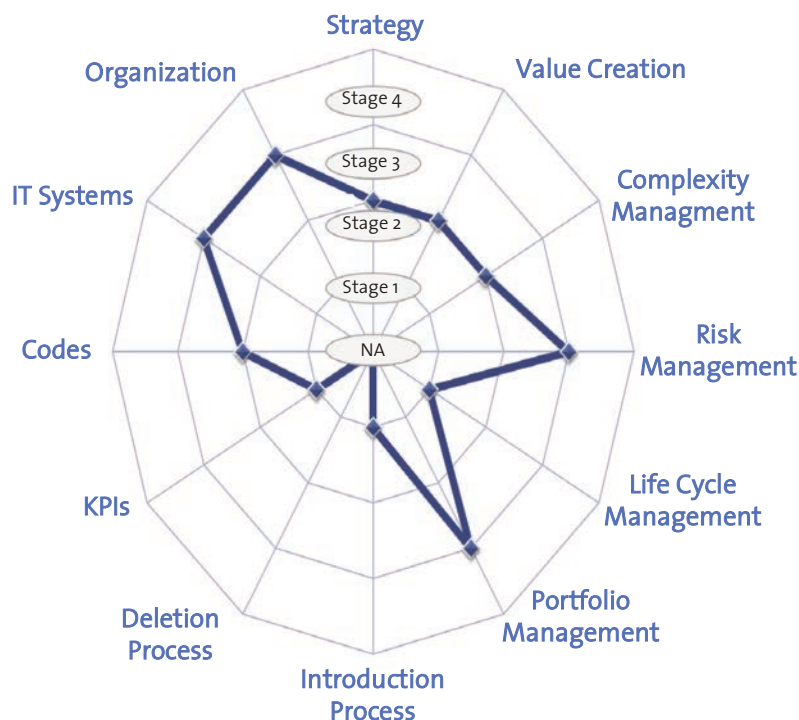 Strategy
Organization
Value Creation
Stage 4
Stage 3
IT Systems
Complexity
Managment
Stage 2
Stage 1
Codes
NA
Risk
Management
KPIs
Life Cycle
Management
Deletion
Process
Portfolio
Management
Introduction
Process